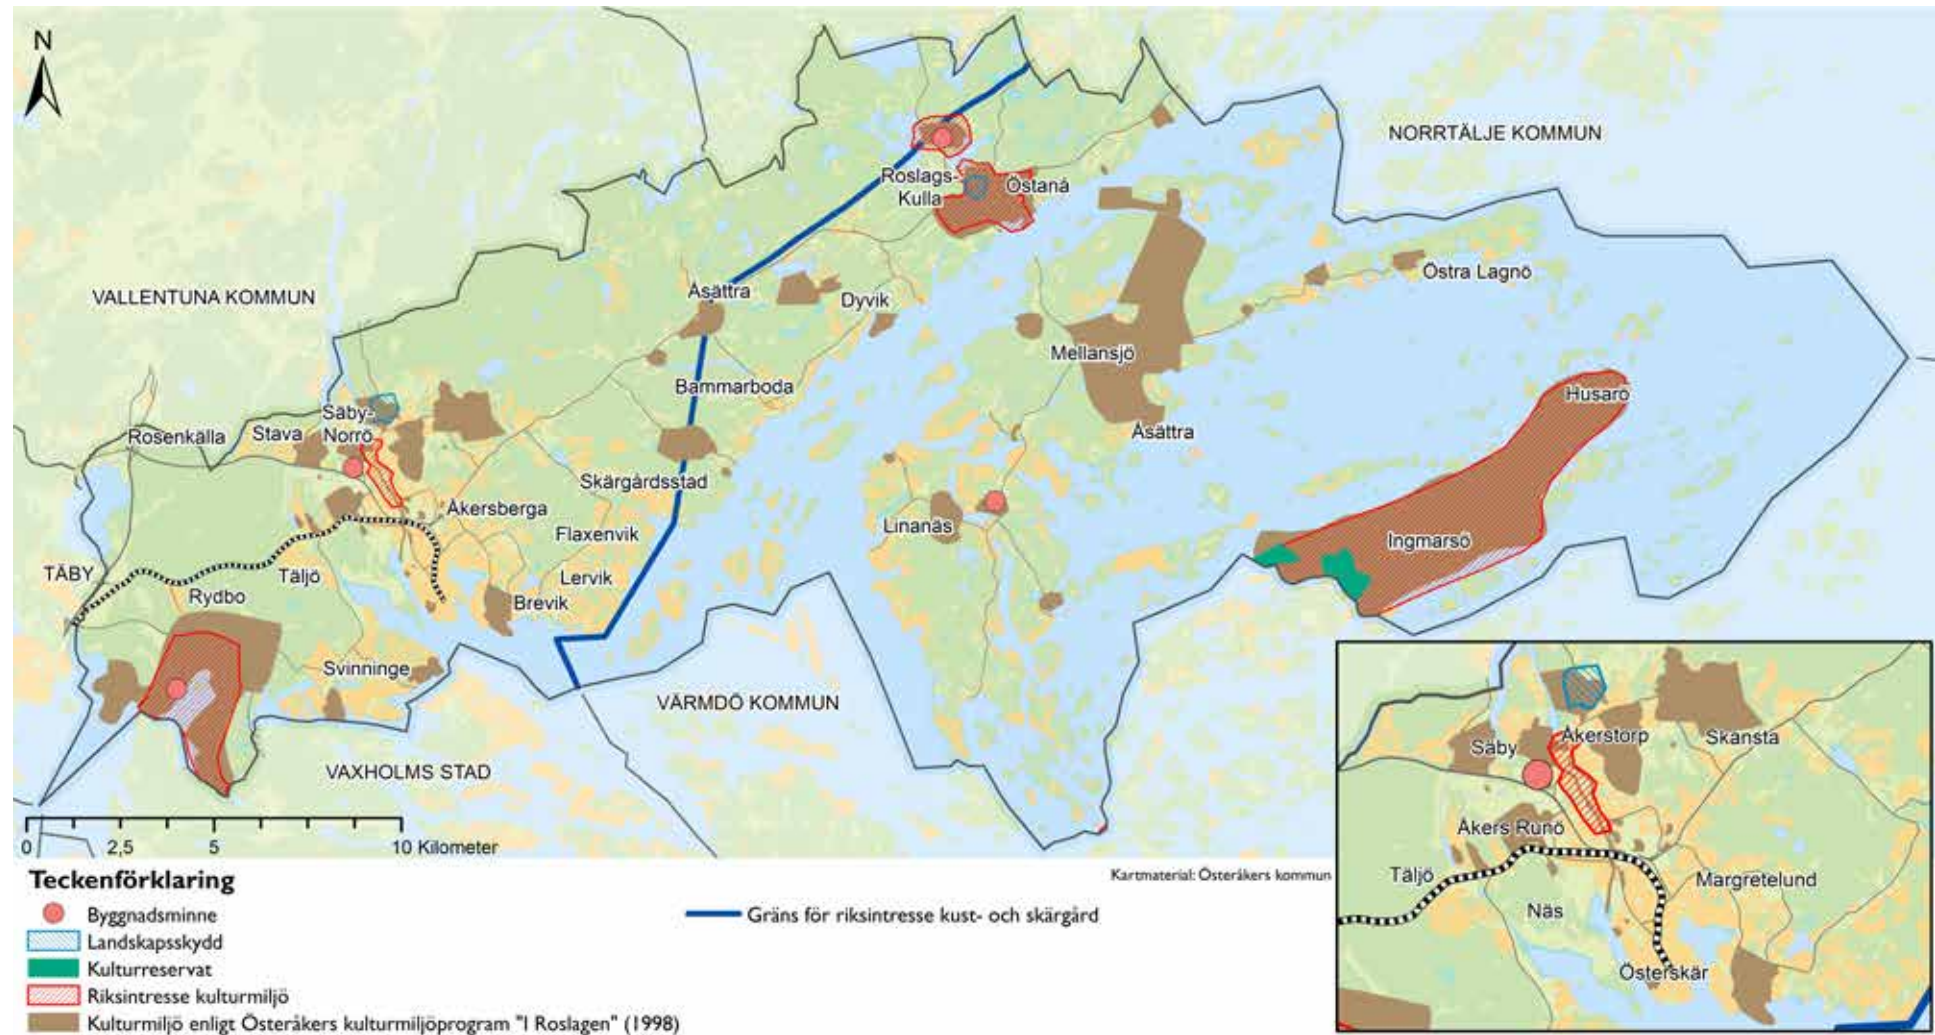 N
NORRTÄLJE KOMMUN
Roslags-
Kulla
Östanå
VALLENTUNA KOMMUN
Åsättra
Dyvik
Östra Lagnö
Mellansjö
Bammarboda
Husarö
Säby-
Norrö
Rosenkälla
Stava
Åsättra
Skärgårdsstad
Åkersberga
Linanäs
Flaxenvik
Ingmarsö
TÄBY
Täljö
Lervik
Rydbo
Brevik
Svinninge
VÄRMDÖ KOMMUN
VAXHOLMS STAD
0 2,5 5 10 Kilometer
Säby
Åkerstorp
Skånsta
Åkers Runö
Täljö
Margretelund
Näs
Österskär
Kartmaterial: Österåkers kommun
Teckenförklaring
Byggnadsminne
Landskapsskydd
Kulturreservat
Riksintresse kulturmiljö
Kulturmiljö enligt Österåkers kulturmiljöprogram "I Roslagen" (1998)
Gräns för riksintresse kust- och skärgård